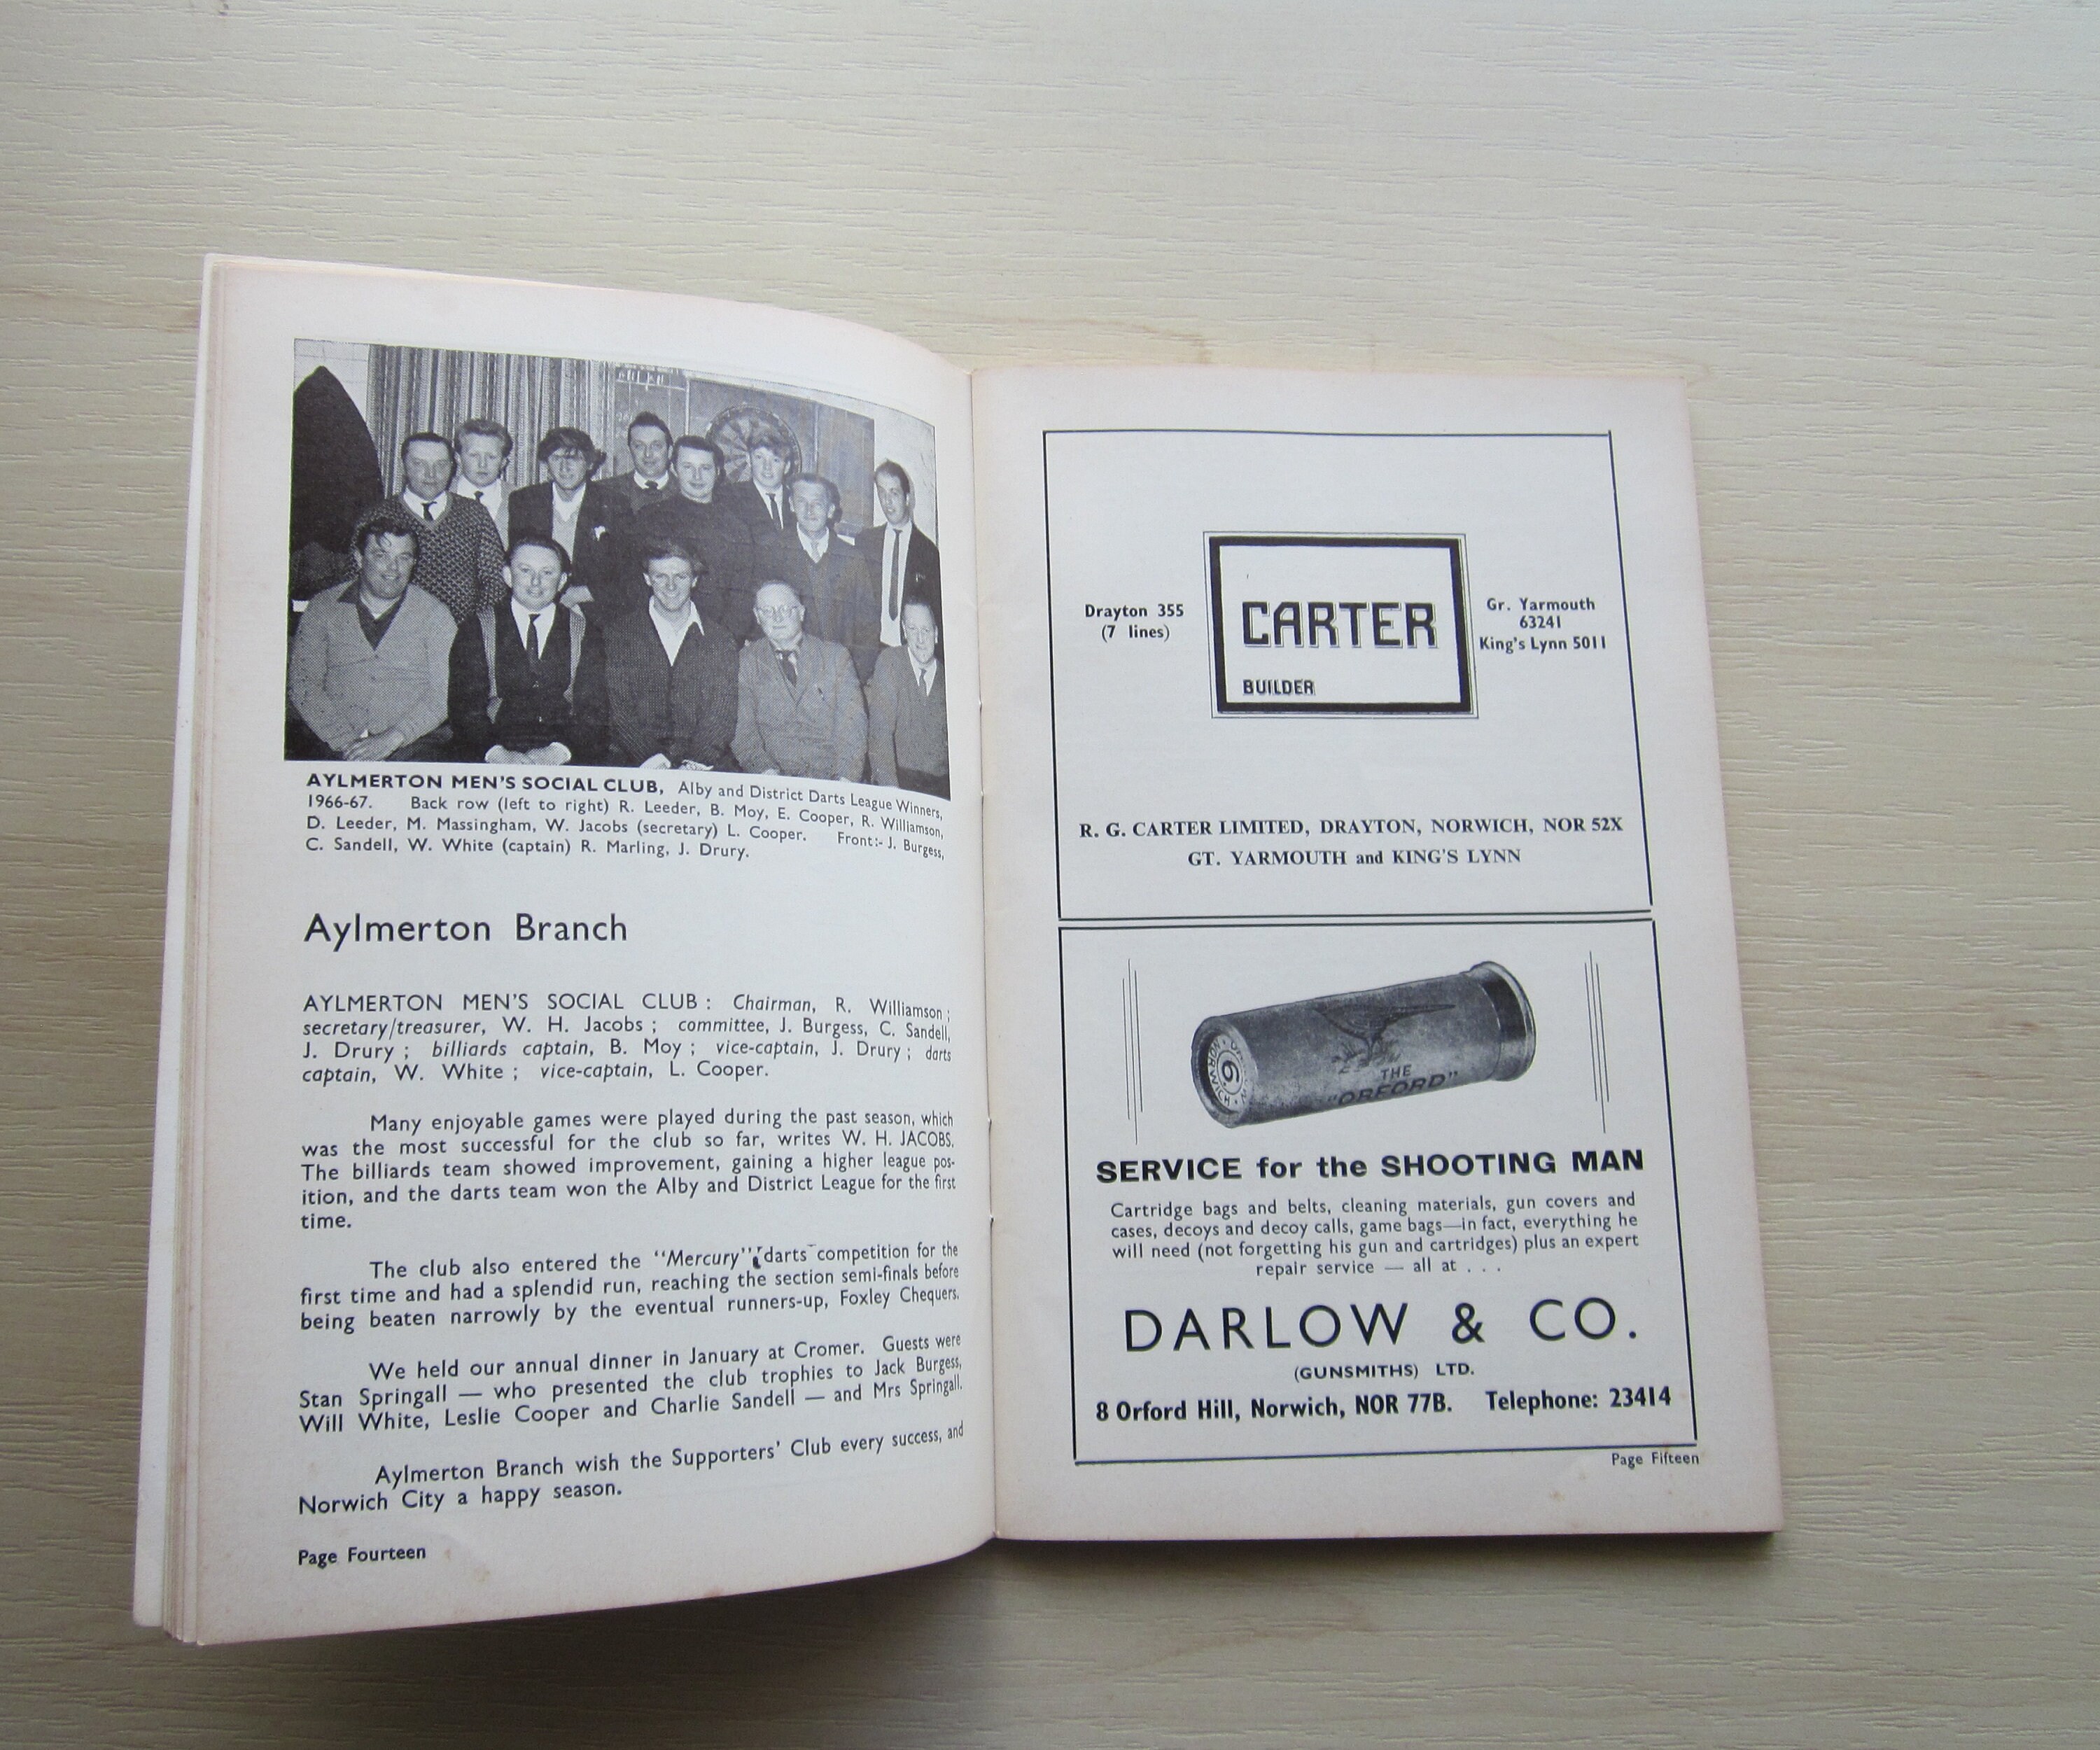 AYLMERTON MEN'S SOCIAL CLUB, Alby and District Darts League Winners,
1966-67. Back row (left to right) R. Leeder, B. Moy, E. Cooper, R. Williamson,
D. Leeder, M. Massingham, W. Jacobs (secretary) L. Cooper. Front:- J. Burgess,
C. Sandell, W. White (captain) R. Marling, J. Drury.
Aylmerton Branch
AYLMERTON MEN'S SOCIAL CLUB : Chairman, R. Williamson ;
secretary/treasurer, W. H. Jacobs ; committee, J. Burgess, C. Sandell,
J. Drury ; billiards captain, B. Moy ; vice-captain, J. Drury ; darts
captain, W. White ; vice-captain, L. Cooper.
Many enjoyable games were played during the past season, which
was the most successful for the club so far, writes W. H. JACOBS.
The billiards team showed improvement, gaining a higher league pos-
ition, and the darts team won the Alby and District League for the first
time.
The club also entered the "Mercury" darts competition for the
first time and had a splendid run, reaching the section semi-finals before
being beaten narrowly by the eventual runners-up, Foxley Chequers.
We held our annual dinner in January at Cromer. Guests were
Stan Springall — who presented the club trophies to Jack Burgess,
Will White, Leslie Cooper and Charlie Sandell — and Mrs Springall.
Aylmerton Branch wish the Supporters' Club every success, and
Norwich City a happy season.
Page Fourteen
Drayton 355
(7 lines)
CARTER
BUILDER
Gr. Yarmouth
63241
King's Lynn 5011
R. G. CARTER LIMITED, DRAYTON, NORWICH, NOR 52X
GT. YARMOUTH and KING'S LYNN
6
NORWICH
THE
"ORFORD"
SERVICE for the SHOOTING MAN
Cartridge bags and belts, cleaning materials, gun covers and
cases, decoys and decoy calls, game bags—in fact, everything he
will need (not forgetting his gun and cartridges) plus an expert
repair service — all at . . .
DARLOW & CO.
(GUNSMITHS) LTD.
8 Orford Hill, Norwich, NOR 77B. Telephone: 23414
Page Fifteen